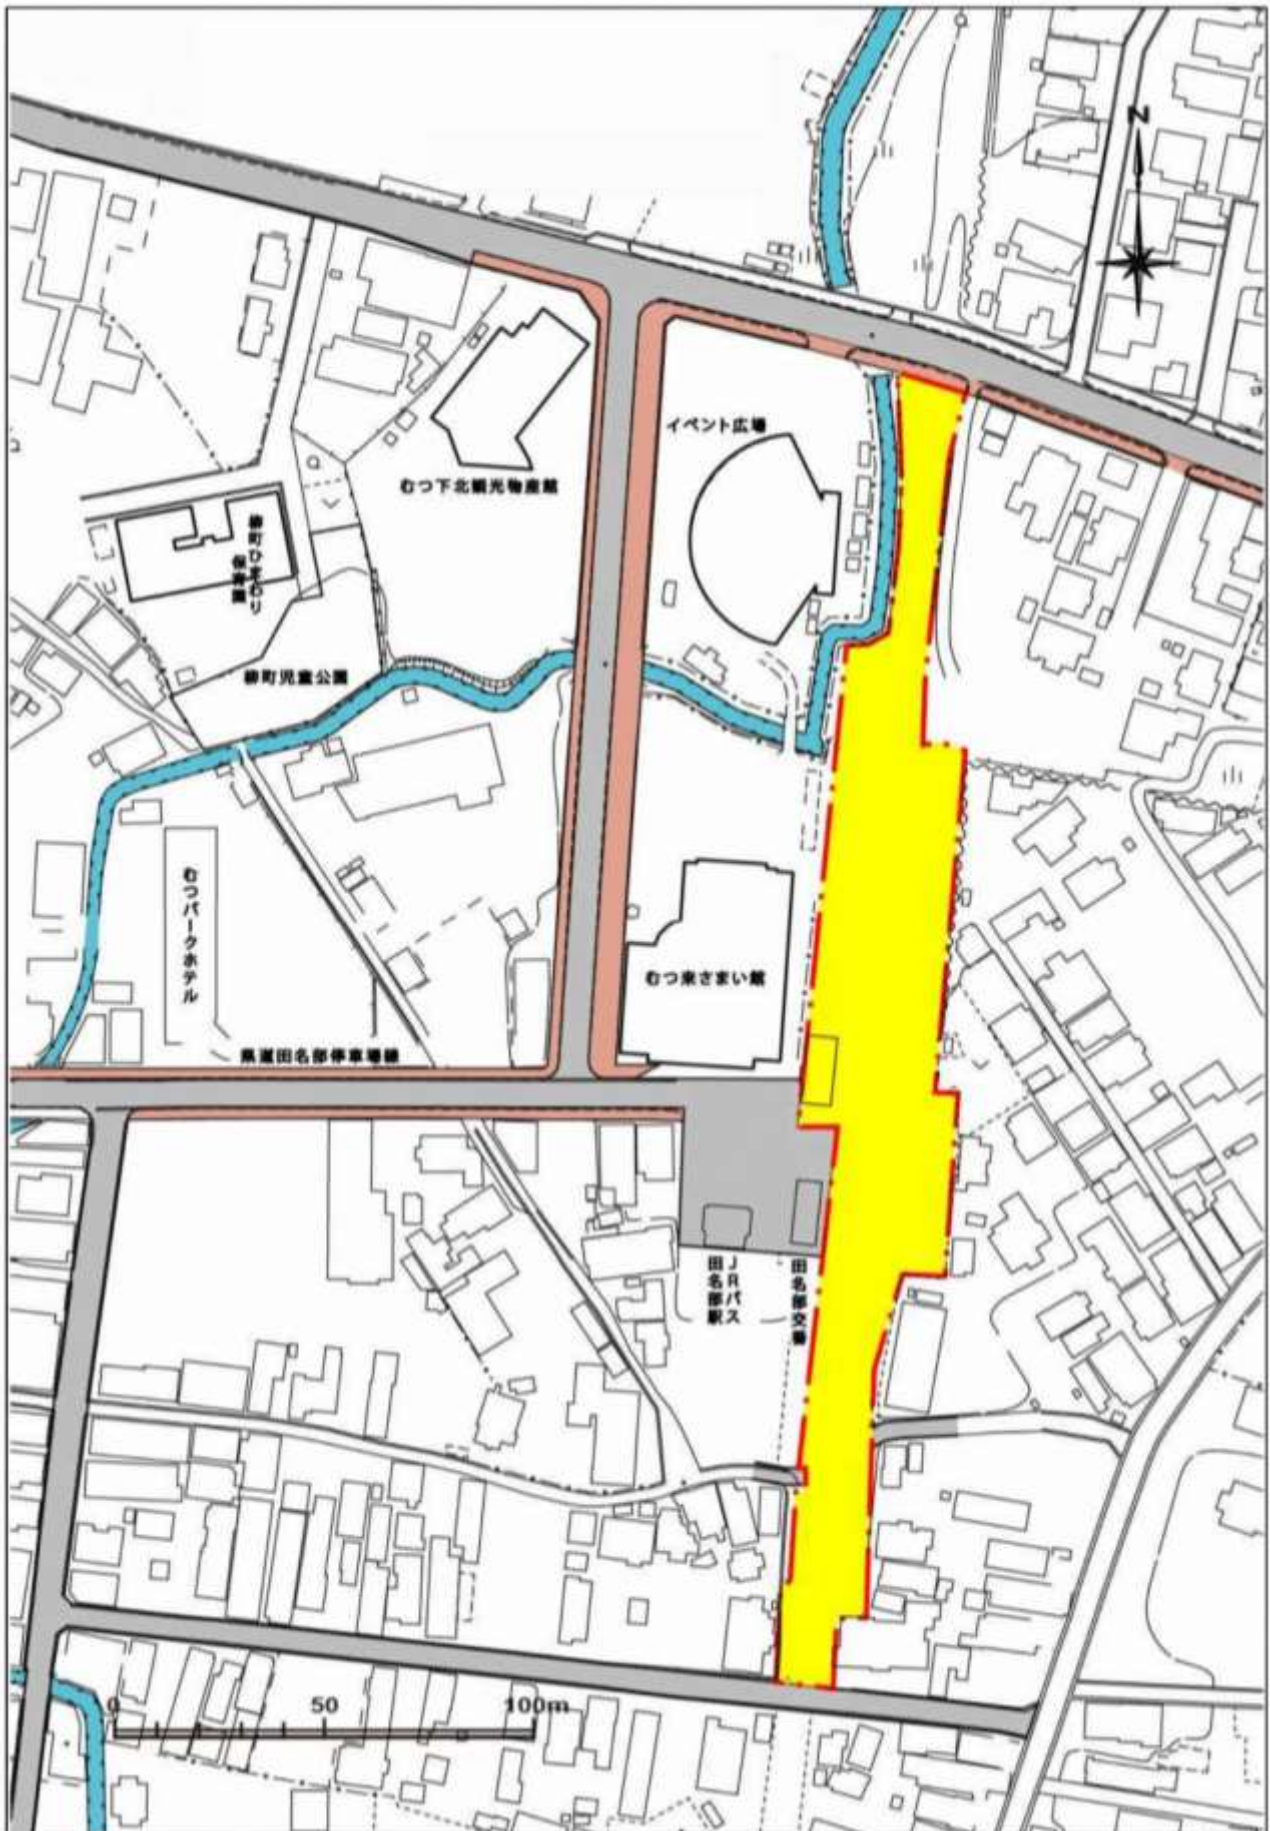 N
イベント広場
むつ下北観光物産館
柳町ひまわり
保育園
柳町児童公園
むつパークホテル
むつ来さまい館
県道田名部停車場線
JRバス
田名部駅
田名部交番
0 50 100m